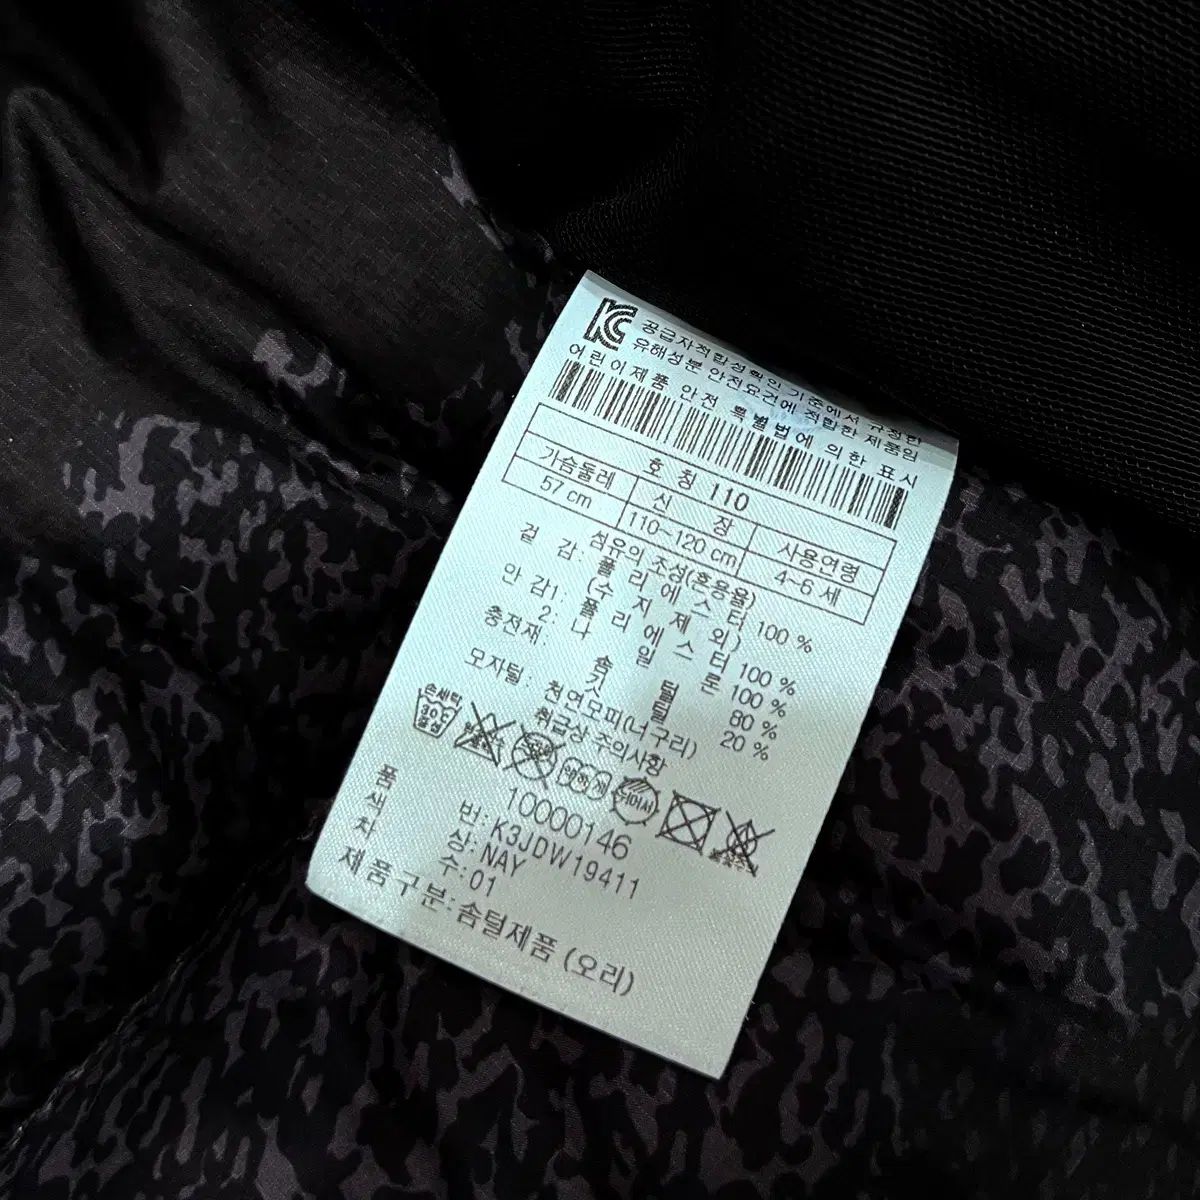 KC 공급자적합성확인 기준에서 규정한
유해성분 안전요건에 적합한 제품임
어린이제품 안전 특별법에 의한 표시
호칭 110
가슴둘레 신 장 사용연령
57 cm 110~120 cm 4~6 세
섬유의 조성(혼용율)
겉 감: 폴 리 에 스 터 100 %
(수 지 제 외)
안 감1: 폴 리 에 스 터 100 %
2: 나 일 론 100 %
충전재: 솜 털 80 %
깃 털 20 %
모자털: 천연모피(너구리)
취급상 주의사항
손세탁
30℃
중성
10000146
품 번: K3JDW19411
색 상: NAY
차 수: 01
제품구분: 솜털제품 (오리)